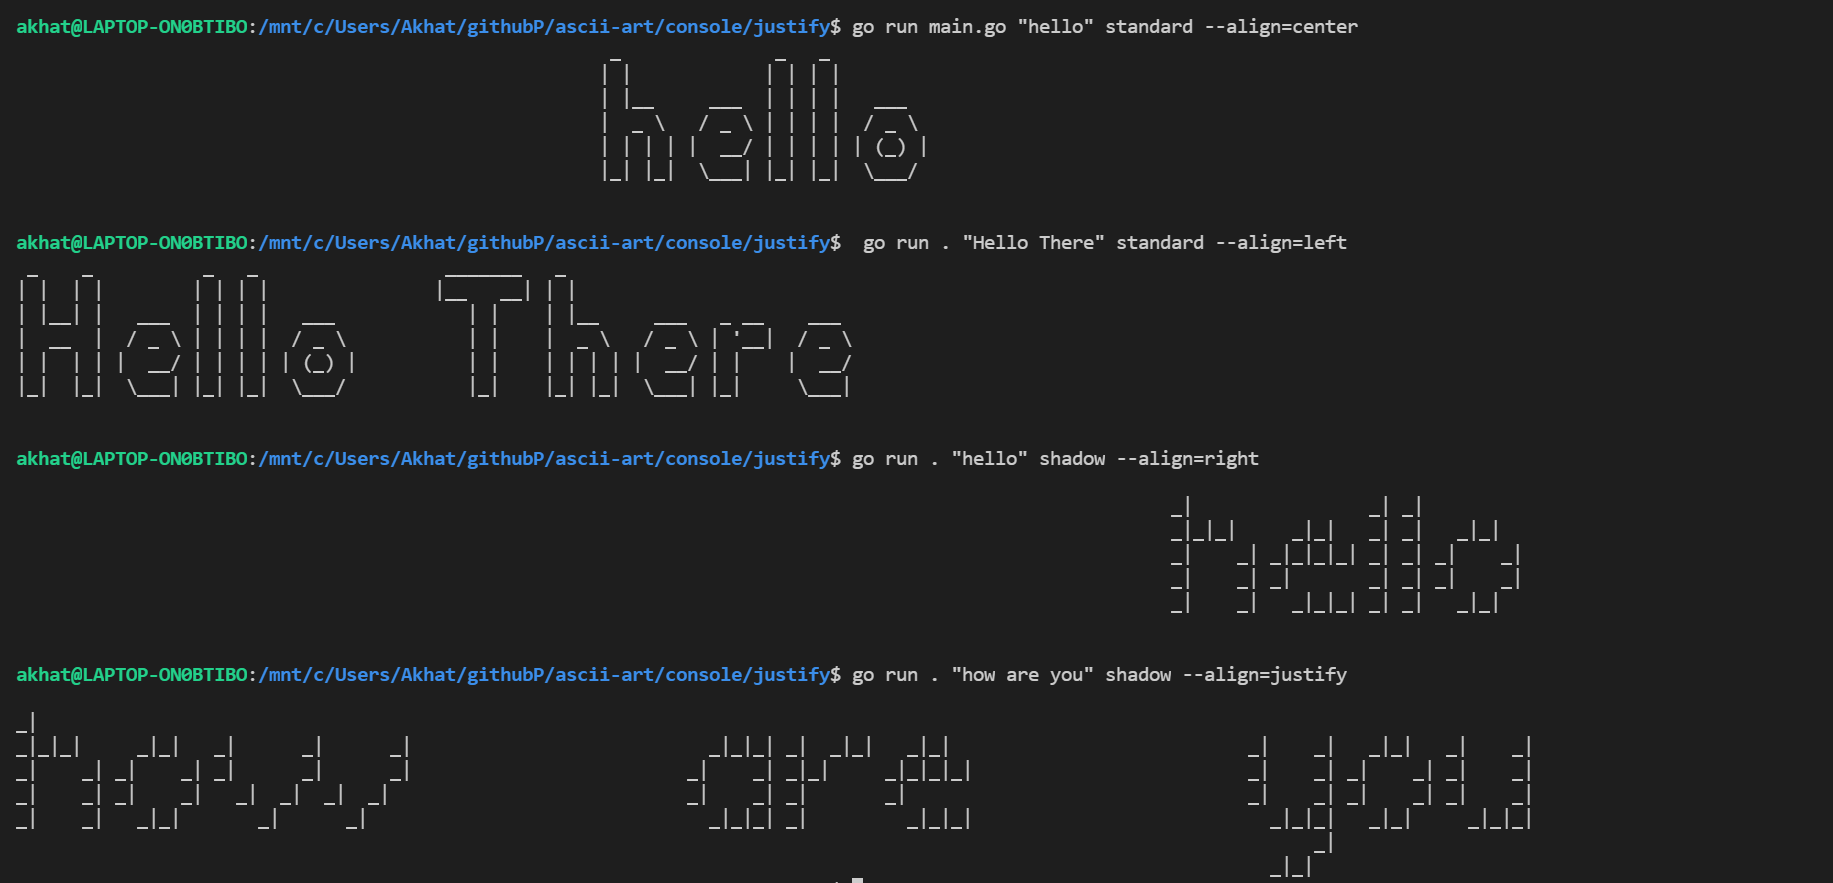 akhat@LAPTOP-ON0BTIBO:/mnt/c/Users/Akhat/githubP/ascii-art/console/justify$ go run main.go "hello" standard --align=center
hello
akhat@LAPTOP-ON0BTIBO:/mnt/c/Users/Akhat/githubP/ascii-art/console/justify$  go run . "Hello There" standard --align=left
Hello There
akhat@LAPTOP-ON0BTIBO:/mnt/c/Users/Akhat/githubP/ascii-art/console/justify$ go run . "hello" shadow --align=right
hello
akhat@LAPTOP-ON0BTIBO:/mnt/c/Users/Akhat/githubP/ascii-art/console/justify$ go run . "how are you" shadow --align=justify
how are you